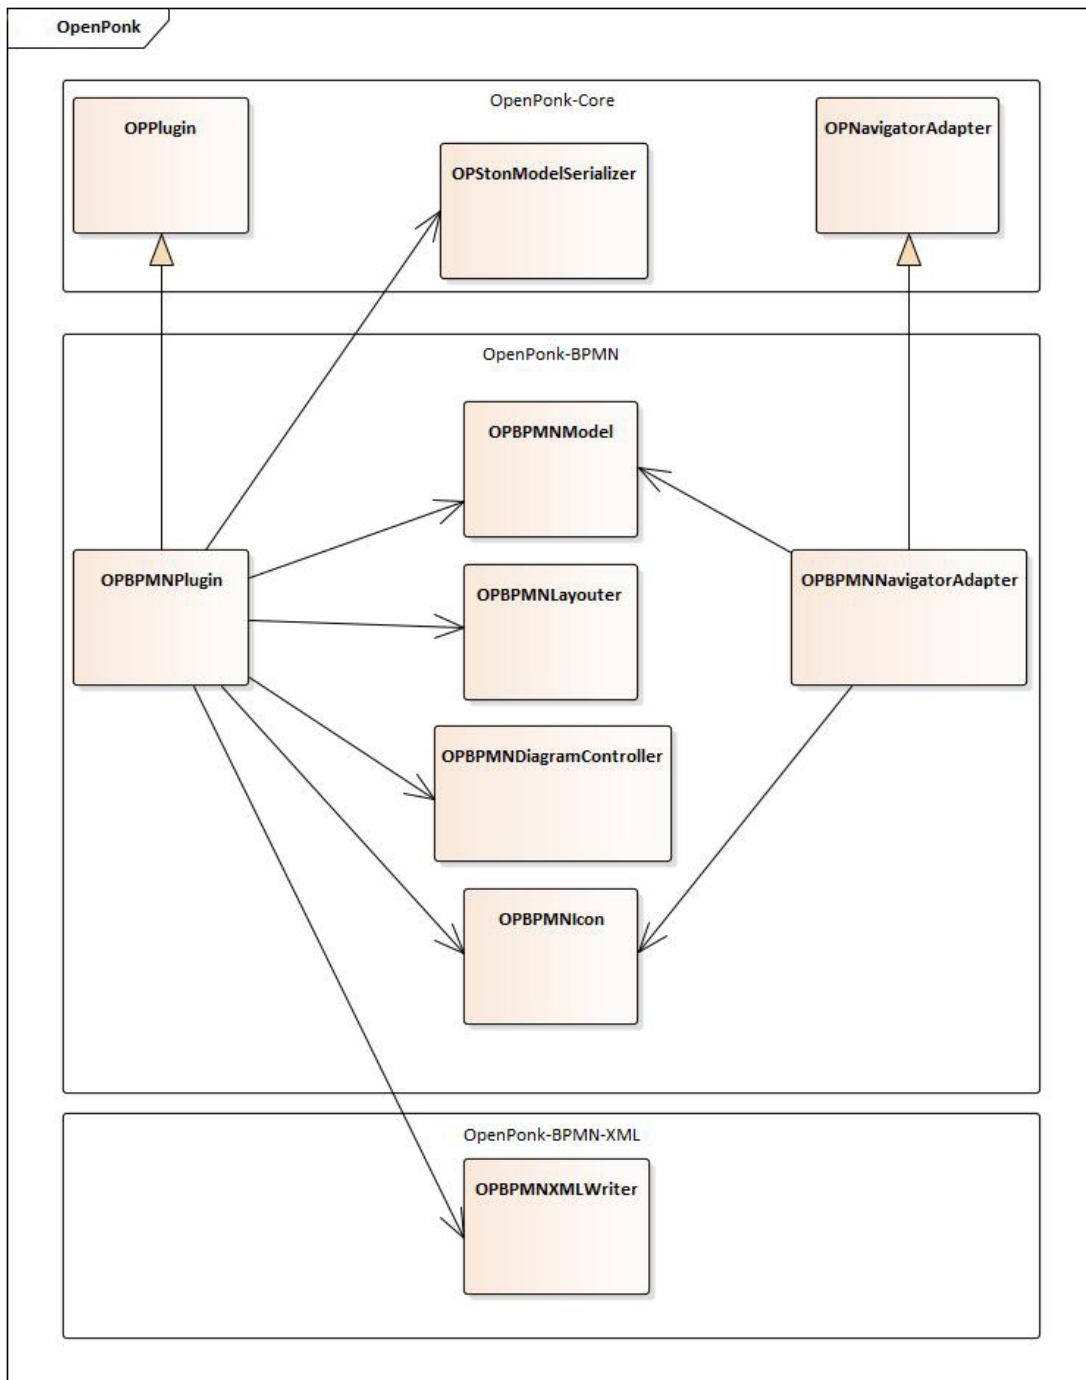 OpenPonk
OpenPonk-Core
OPPlugin
OPNavigatorAdapter
OPStonModelSerializer
OpenPonk-BPMN
OPBPMNModel
OPBPMNPlugin
OPBPMNLayouter
OPBPMNNavigatorAdapter
OPBPMNDiagramController
OPBPMNIcon
OpenPonk-BPMN-XML
OPBPMNXMLWriter